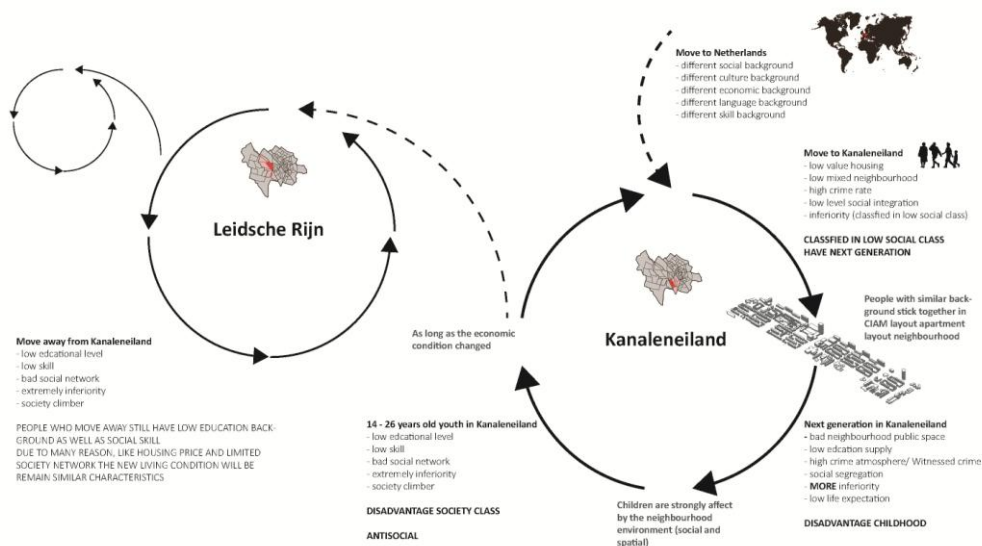 Move to Netherlands
- different social background
- different culture background
- different economic background
- different language background
- different skill background
Move to Kanaleneiland
- low value housing
- low mixed neighbourhood
- high crime rate
- low level social integration
- inferiority (classfied in low social class)
CLASSFIED IN LOW SOCIAL CLASS
HAVE NEXT GENERATION
Leidsche Rijn
Kanaleneiland
People with similar back-
ground stick together in
CIAM layout apartment
layout neighbourhood
As long as the economic
condition changed
Move away from Kanaleneiland
- low edcational level
- low skill
- bad social network
- extremely inferiority
- society climber
PEOPLE WHO MOVE AWAY STILL HAVE LOW EDUCATION BACK-
GROUND AS WELL AS SOCIAL SKILL
DUE TO MANY REASON, LIKE HOUSING PRICE AND LIMITED
SOCIETY NETWORK THE NEW LIVING CONDITION WILL BE
REMAIN SIMILAR CHARACTERISTICS
14 - 26 years old youth in Kanaleneiland
- low edcational level
- low skill
- bad social network
- extremely inferiority
- society climber
DISADVANTAGE SOCIETY CLASS
ANTISOCIAL
Children are strongly affect
by the neighbourhood
environment (social and
spatial)
Next generation in Kanaleneiland
- bad neighbourhood public space
- low edcation supply
- high crime atmosphere/ Witnessed crime
- social segregation
- MORE inferiority
- low life expectation
DISADVANTAGE CHILDHOOD